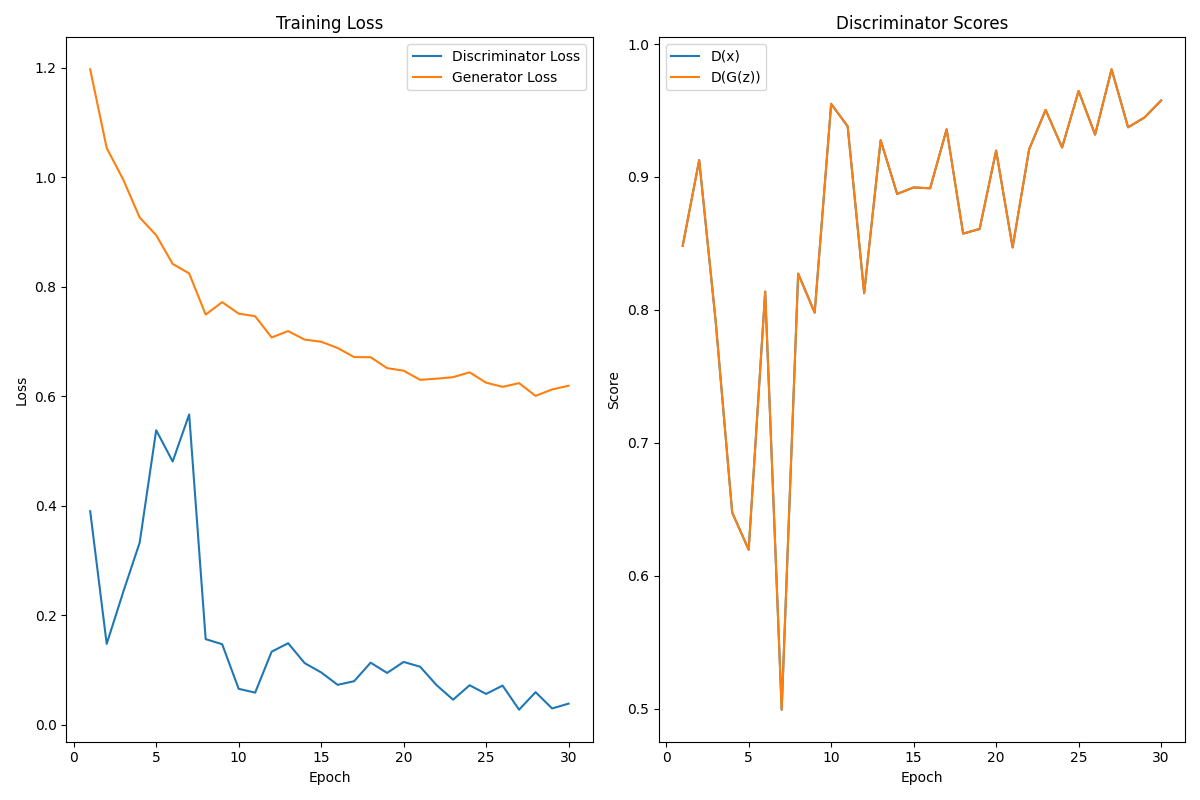 Training Loss
Discriminator Loss
Generator Loss
1.2
1.0
0.8
0.6
0.4
0.2
0.0
Loss
0 5 10 15 20 25 30
Epoch
Discriminator Scores
D(x)
D(G(z))
1.0
0.9
0.8
0.7
0.6
0.5
Score
0 5 10 15 20 25 30
Epoch